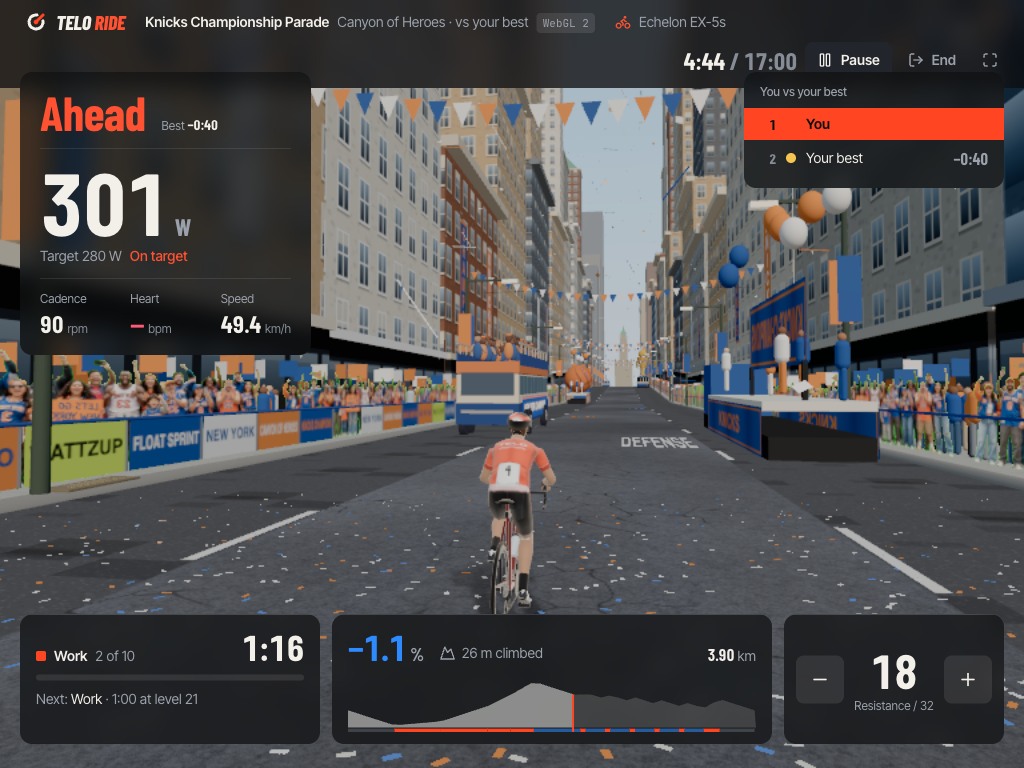 TELO RIDE Knicks Championship Parade Canyon of Heroes · vs your best WebGL 2 Echelon EX-5s
4:44 / 17:00 Pause End
Ahead Best −0:40
301 W
Target 280 W On target
Cadence Heart Speed
90 rpm — bpm 49.4 km/h
You vs your best
1 You
2 Your best −0:40
DEFENSE
ATTZUP FLOAT SPRINT NEW YORK
KNICKS
4
Work 2 of 10 1:16
Next: Work · 1:00 at level 21
−1.1 % 26 m climbed 3.90 km
− 18 +
Resistance / 32